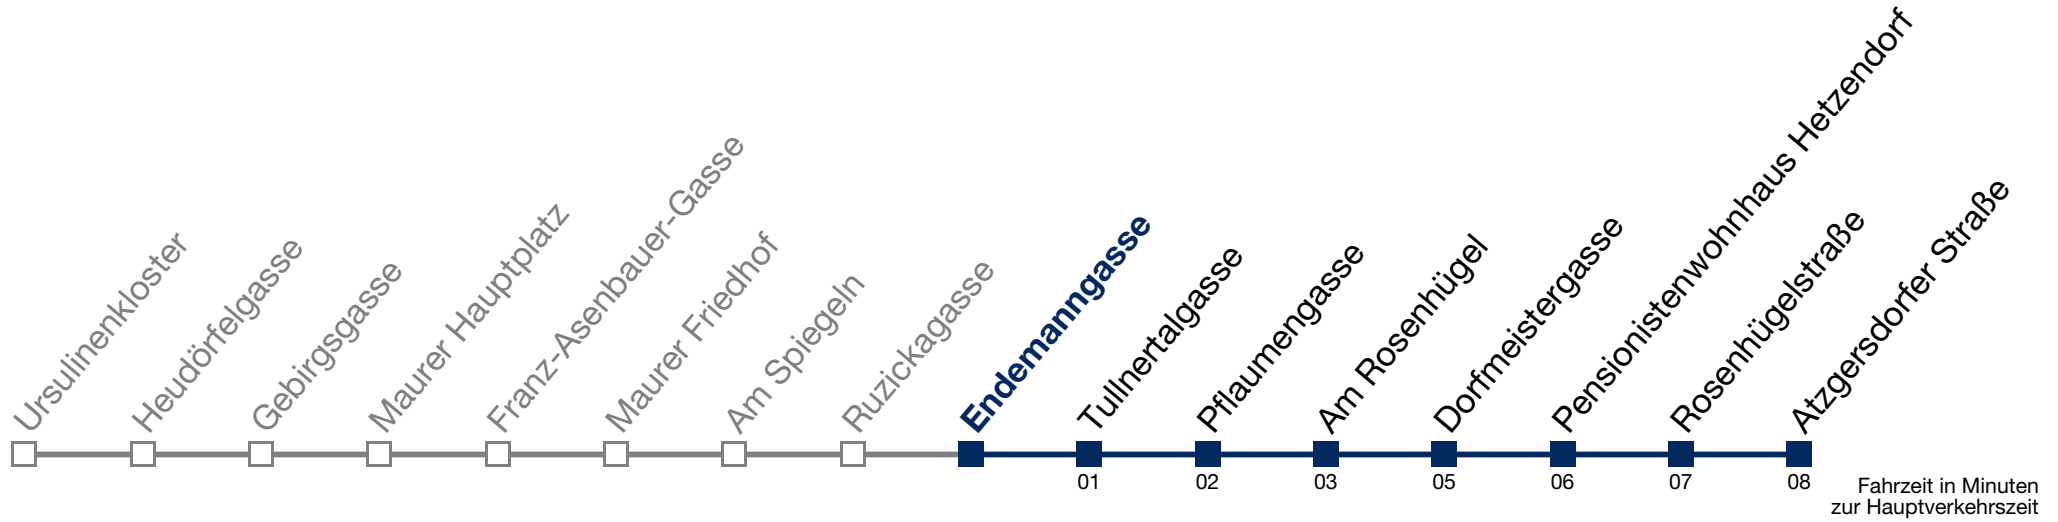 Ursulinenkloster
Heudörfelgasse
Gebirgsgasse
Maurer Hauptplatz
Franz-Asenbauer-Gasse
Maurer Friedhof
Am Spiegeln
Ruzickagasse
Endemanngasse
Tullnertalgasse
Pflaumengasse
Am Rosenhügel
Dorfmeistergasse
Pensionistenwohnhaus Hetzendorf
Rosenhügelstraße
Atzgersdorfer Straße
01 02 03 05 06 07 08
Fahrzeit in Minuten
zur Hauptverkehrszeit